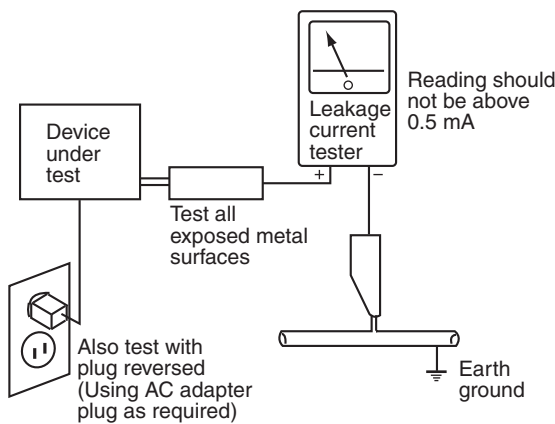 Device
under
test
Leakage
current
tester
+
−
Reading should
not be above
0.5 mA
Test all
exposed metal
surfaces
Also test with
plug reversed
(Using AC adapter
plug as required)
Earth
ground